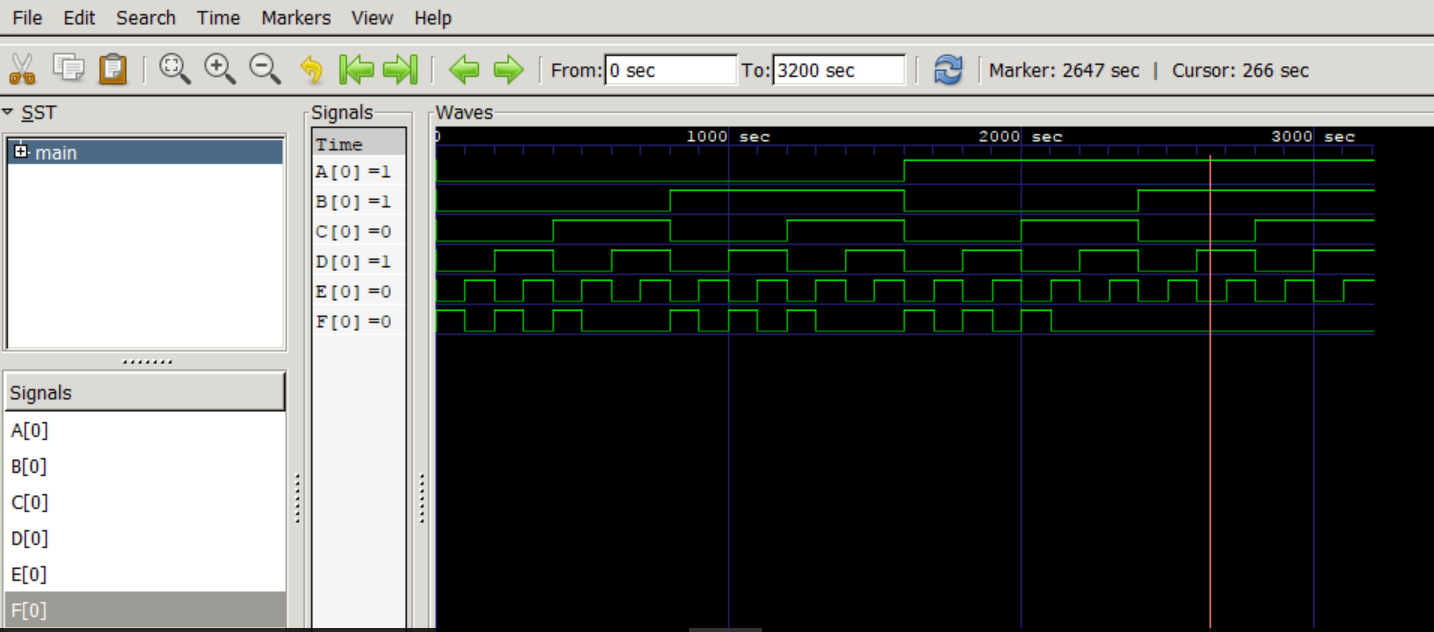 File Edit Search Time Markers View Help
From: 0 sec To: 3200 sec Marker: 2647 sec | Cursor: 266 sec
SST
main
Signals
A[0]
B[0]
C[0]
D[0]
E[0]
F[0]
Signals
Time
A[0] =1
B[0] =1
C[0] =0
D[0] =1
E[0] =0
F[0] =0
Waves
0 1000 sec 2000 sec 3000 sec